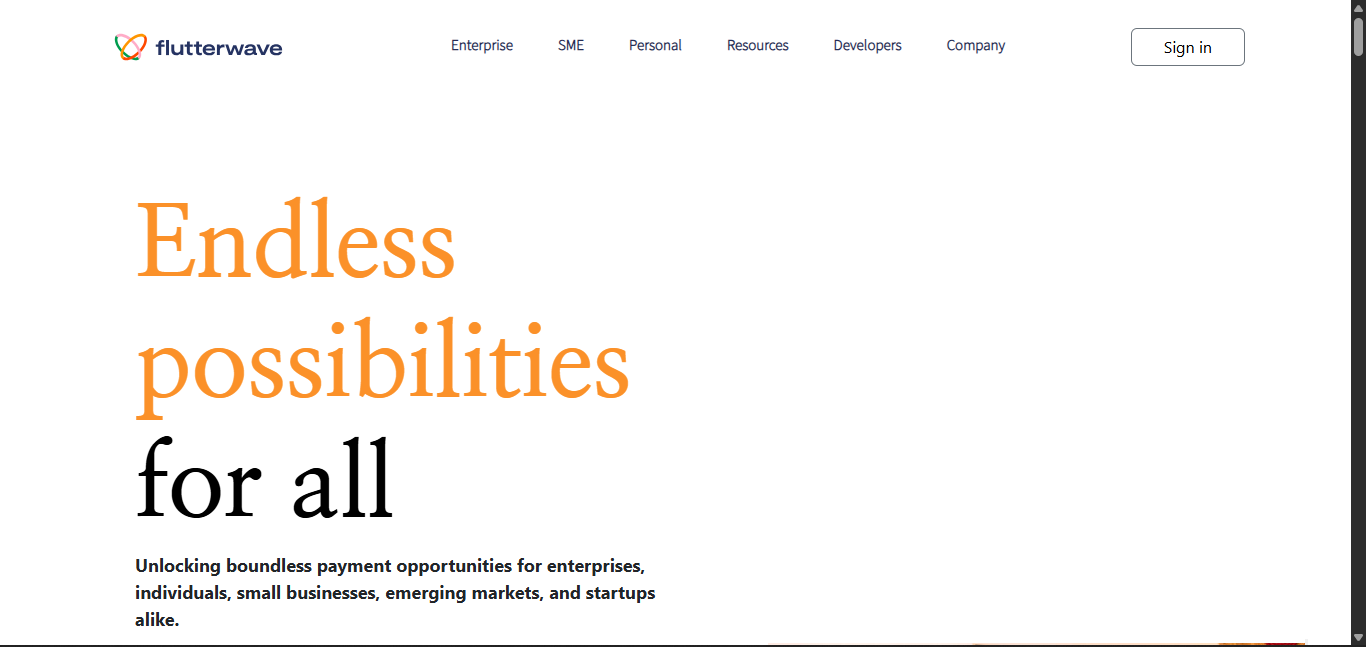 flutterwave
Enterprise SME Personal Resources Developers Company
Sign in
Endless
possibilities
for all
Unlocking boundless payment opportunities for enterprises,
individuals, small businesses, emerging markets, and startups
alike.